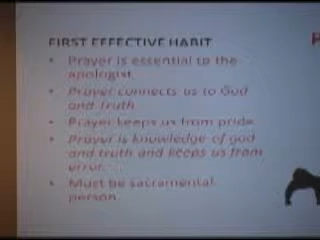 FIRST EFFECTIVE HABIT
• Prayer is essential to the
apologist.
• Prayer connects us to God
and Truth.
• Prayer keeps us from pride.
• Prayer is knowledge of god
and truth and keeps us from
error.
• Must be sacramental
person.